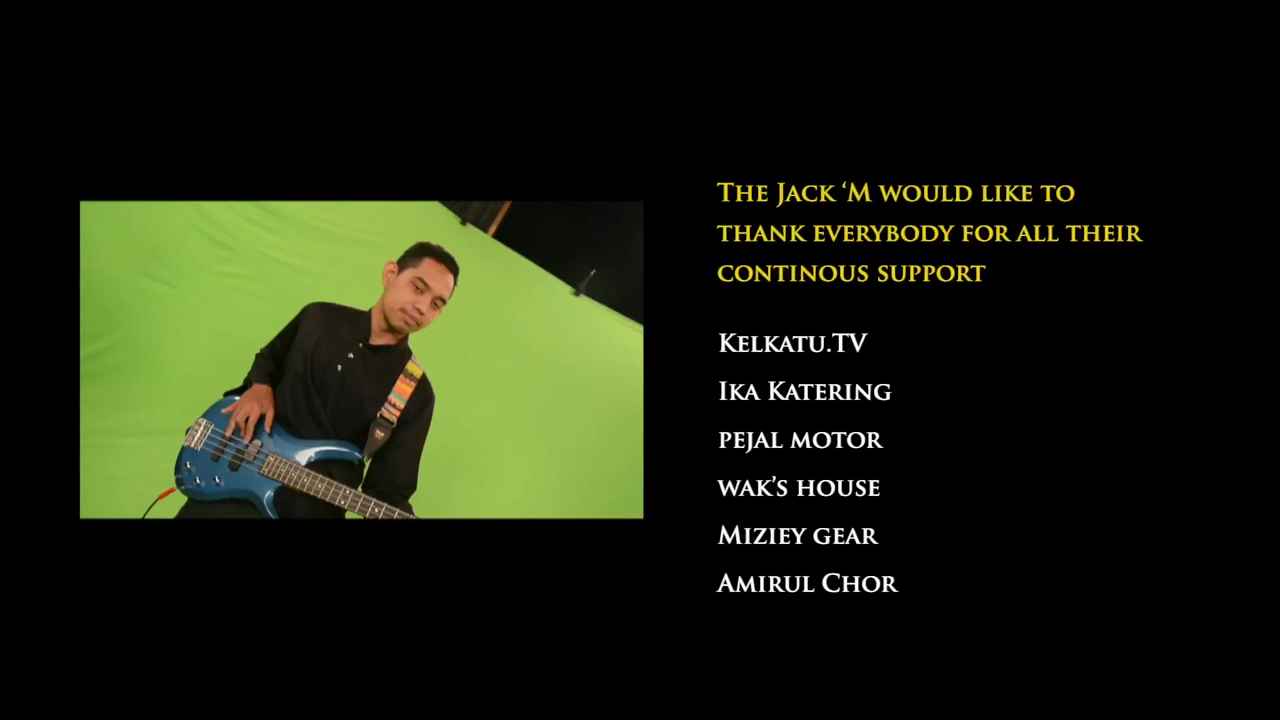 The Jack ‘M would like to
thank everybody for all their
continous support
Kelkatu.TV
Ika Katering
pejal motor
wak’s house
Miziey gear
Amirul Chor